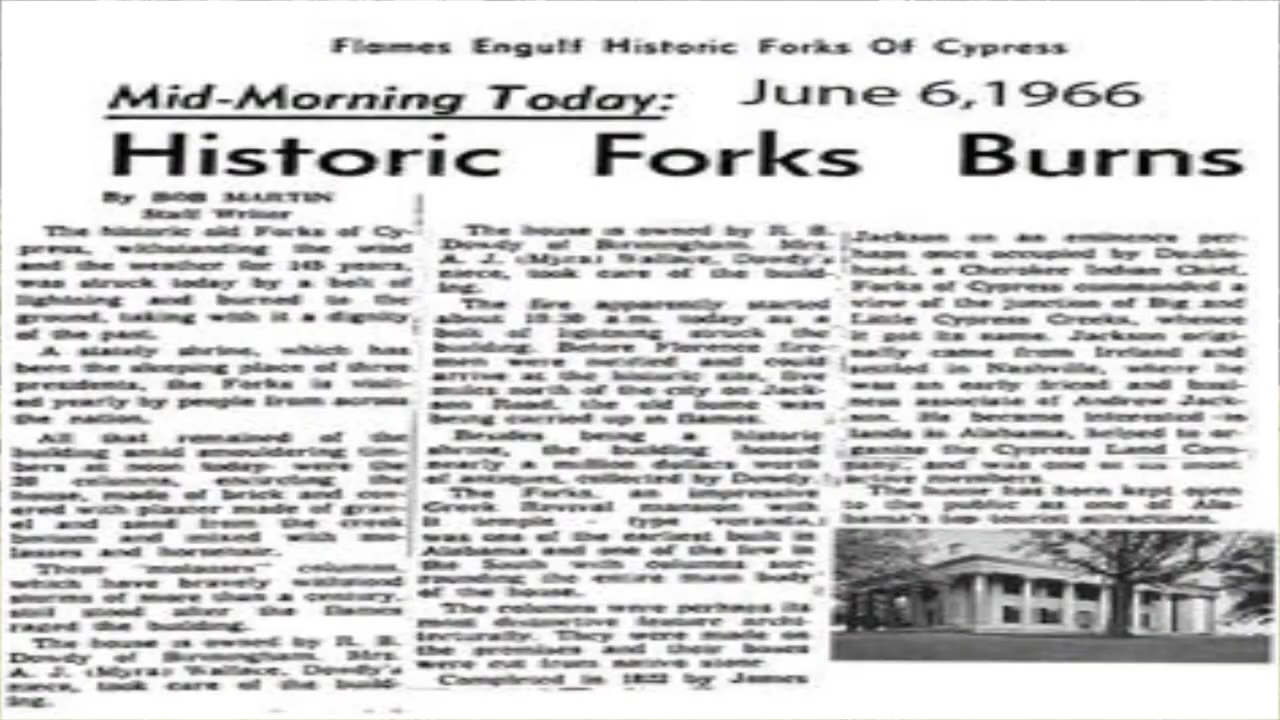 Flames Engulf Historic Forks Of Cypress
Mid-Morning Today: June 6,1966
Historic Forks Burns
By BOB MARTIN
Staff Writer
The historic old Forks of Cy-
press, withstanding the wind
and the weather for 145 years,
was struck today by a bolt of
lightning and burned to the
ground, taking with it a dignity
of the past.
A stately shrine, which has
been the sleeping place of three
presidents, the Forks is visit-
ed yearly by people from across
the nation.
All that remained of the
building amid smouldering tim-
bers at noon today were the
columns, encircling the
house, made of brick and cov-
ered with plaster made of grav-
el and sand from the creek
bottom and mixed with mo-
lasses and horsehair.
These "molasses" columns,
which have bravely withstood
storms of more than a century,
still stood after the flames
razed the building.
The house is owned by R. B.
Dowdy of Birmingham. Mrs.
A. J. (Myra) Wallace, Dowdy's
niece, took care of the build-
ing.
The house is owned by R. B.
Dowdy of Birmingham. Mrs.
A. J. (Myra) Wallace, Dowdy's
niece, took care of the build-
ing.
The fire apparently started
about 10:30 a.m. today as a
bolt of lightning struck the
building. Before Florence fire-
men were notified and could
arrive at the historic site, five
miles north of the city on Jack-
son Road, the old home was
being carried up in flames.
Besides being a historic
shrine, the building housed
nearly a million dollars worth
of antiques, collected by Dowdy.
The Forks, an impressive
Greek Revival mansion with
a temple - type veranda,
was one of the earliest built in
Alabama and one of the few in
the South with columns sur-
rounding the entire main body
of the house.
The columns were perhaps its
most distinctive feature archi-
tecturally. They were made on
the premises and their bases
were cut from native stone.
Completed in 1822 by James
Jackson on an eminence per-
haps once occupied by Double-
head, a Cherokee Indian Chief,
Forks of Cypress commanded a
view of the junction of Big and
Little Cypress Creeks, whence
it got its name. Jackson origi-
nally came from Ireland and
settled in Nashville, where he
was an early friend and busi-
ness associate of Andrew Jack-
son. He became interested in
lands in Alabama, helped to or-
ganize the Cypress Land Com-
pany, and was one of its most
active members.
The house has been kept open
to the public as one of Ala-
bama's top tourist attractions.